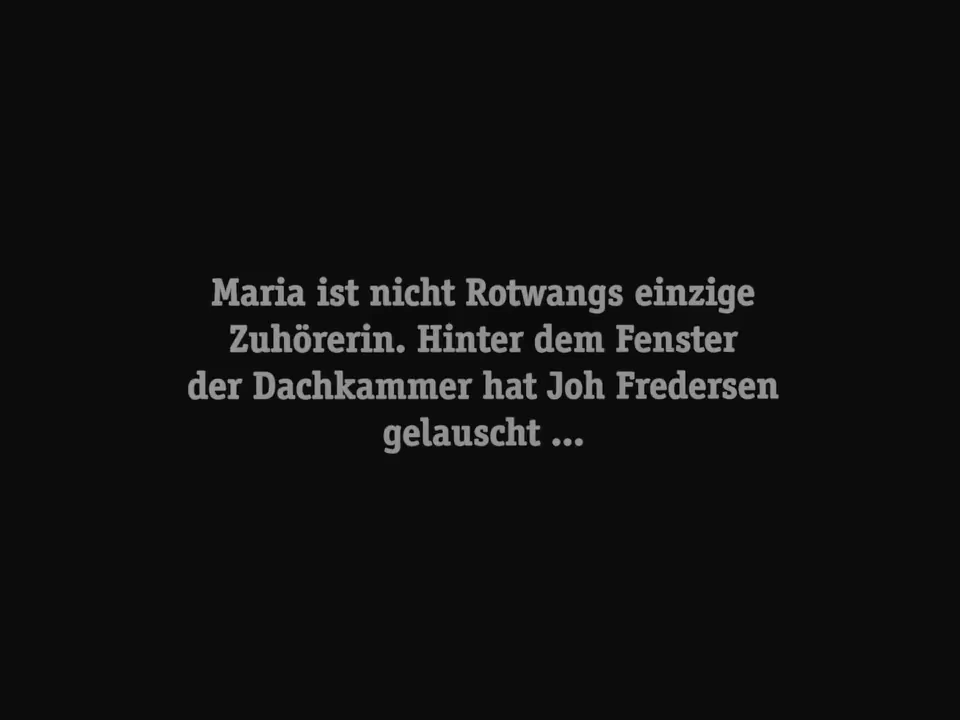 Maria ist nicht Rotwangs einzige
Zuhörerin. Hinter dem Fenster
der Dachkammer hat Joh Fredersen
gelauscht ...